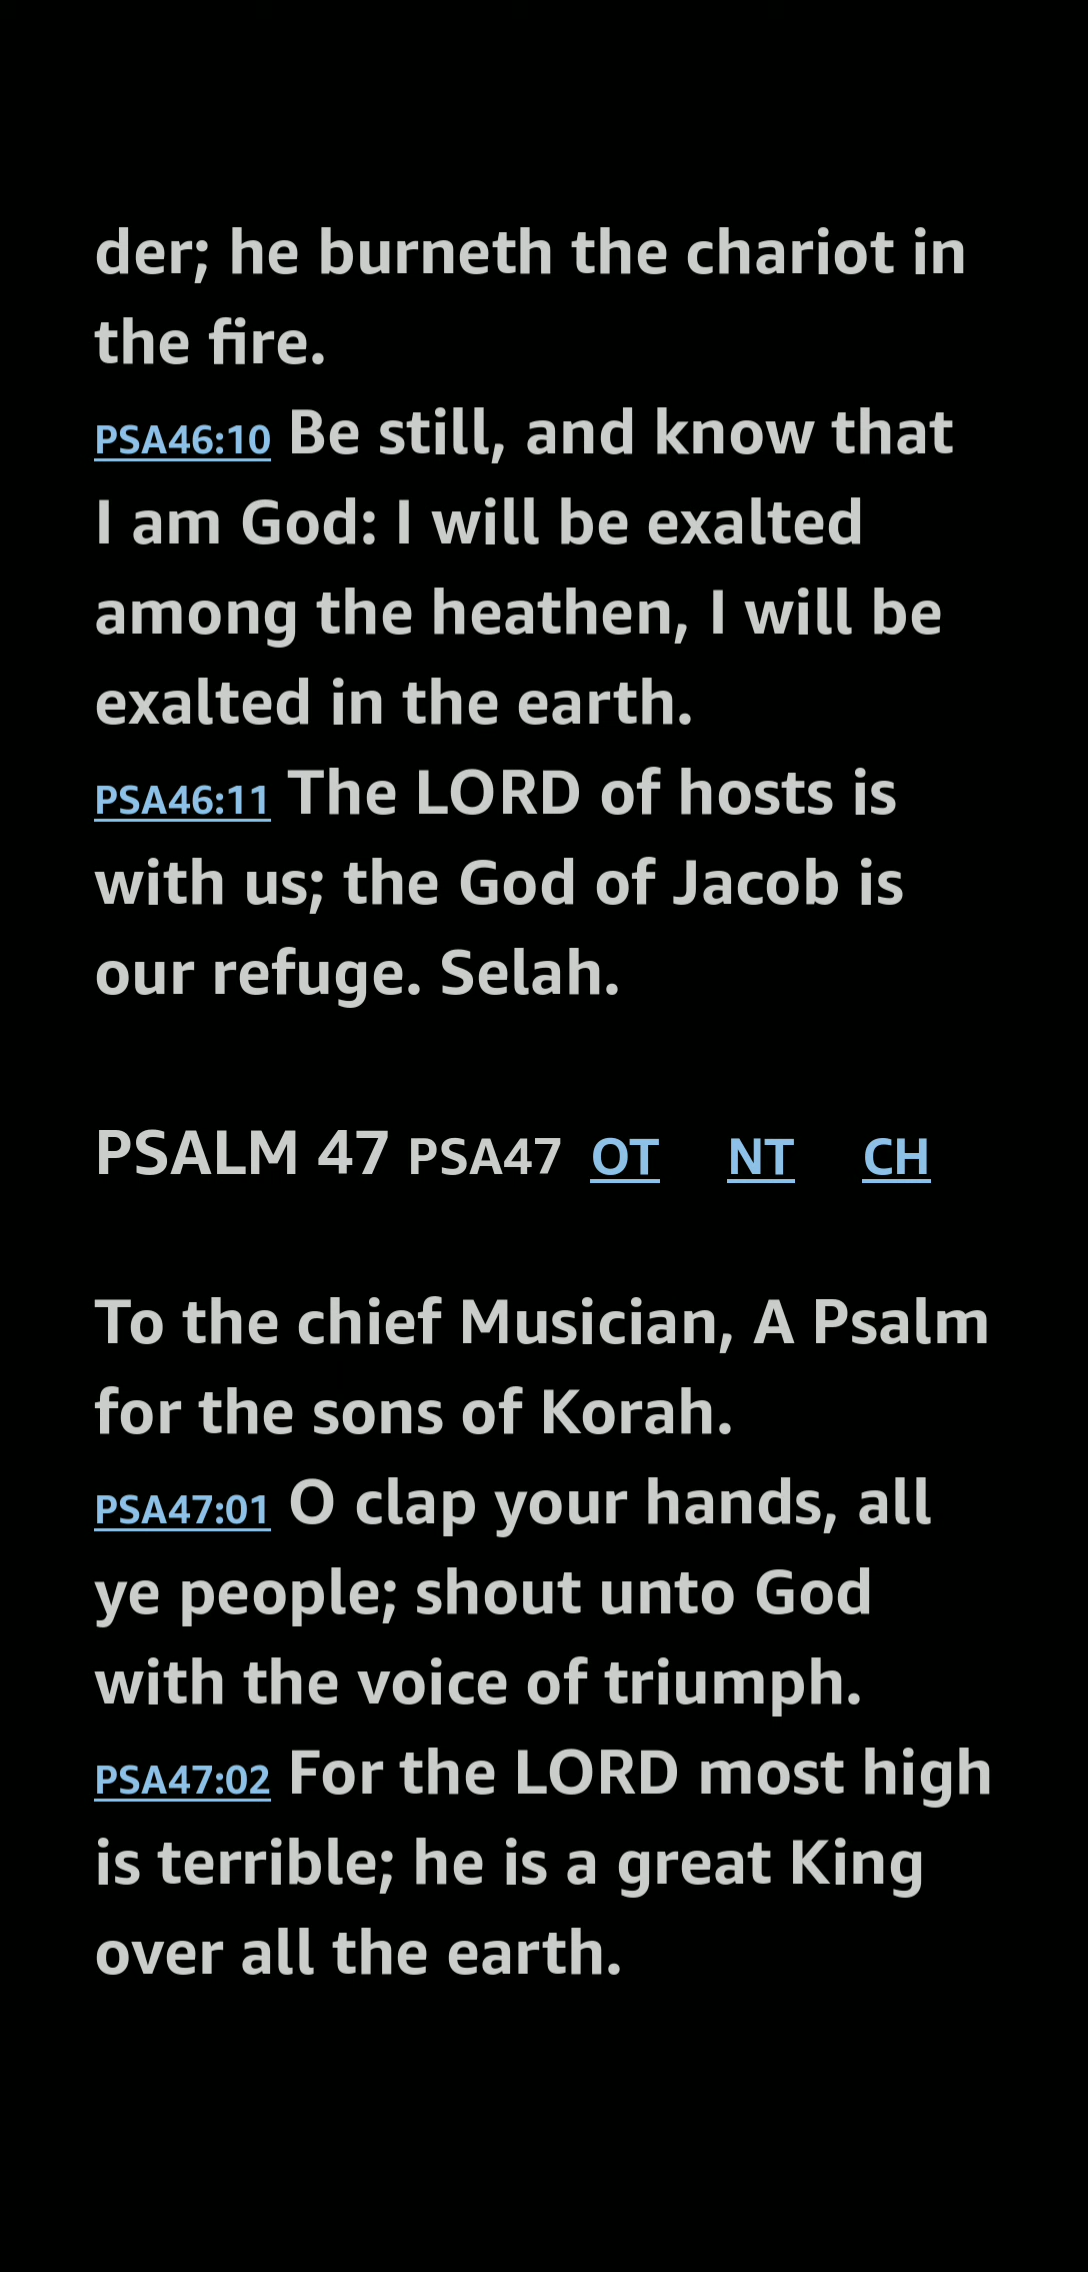 der; he burneth the chariot in
the fire.
PSA46:10 Be still, and know that
I am God: I will be exalted
among the heathen, I will be
exalted in the earth.
PSA46:11 The LORD of hosts is
with us; the God of Jacob is
our refuge. Selah.
PSALM 47 PSA47 OT NT CH
To the chief Musician, A Psalm
for the sons of Korah.
PSA47:01 O clap your hands, all
ye people; shout unto God
with the voice of triumph.
PSA47:02 For the LORD most high
is terrible; he is a great King
over all the earth.